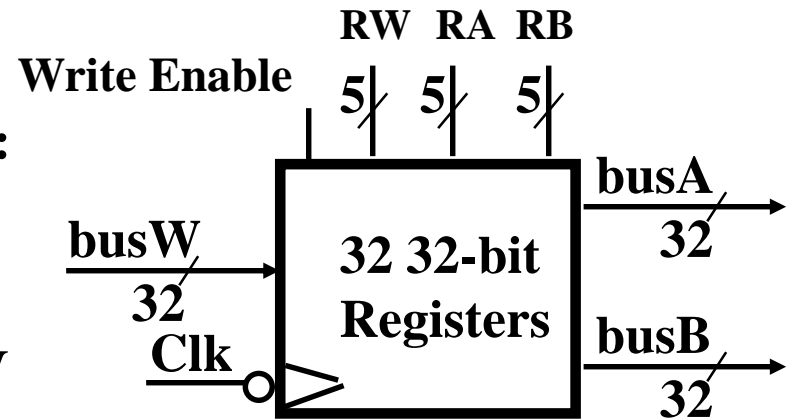 RW RA RB
Write Enable
5 5 5
:
busA
32
busW
32
32 32-bit
Registers
Clk
busB
32